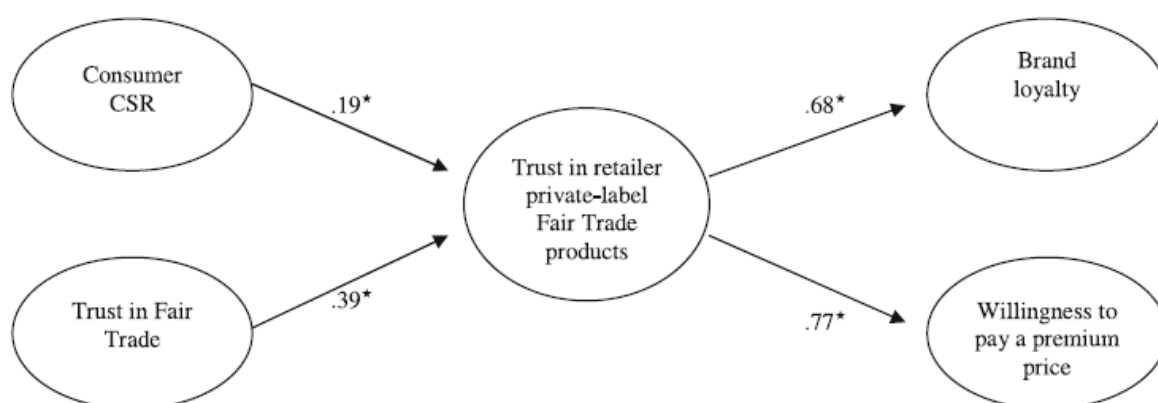 Consumer
CSR
.19*
Trust in Fair
Trade
.39*
Trust in retailer
private-label
Fair Trade
products
.68*
Brand
loyalty
.77*
Willingness to
pay a premium
price